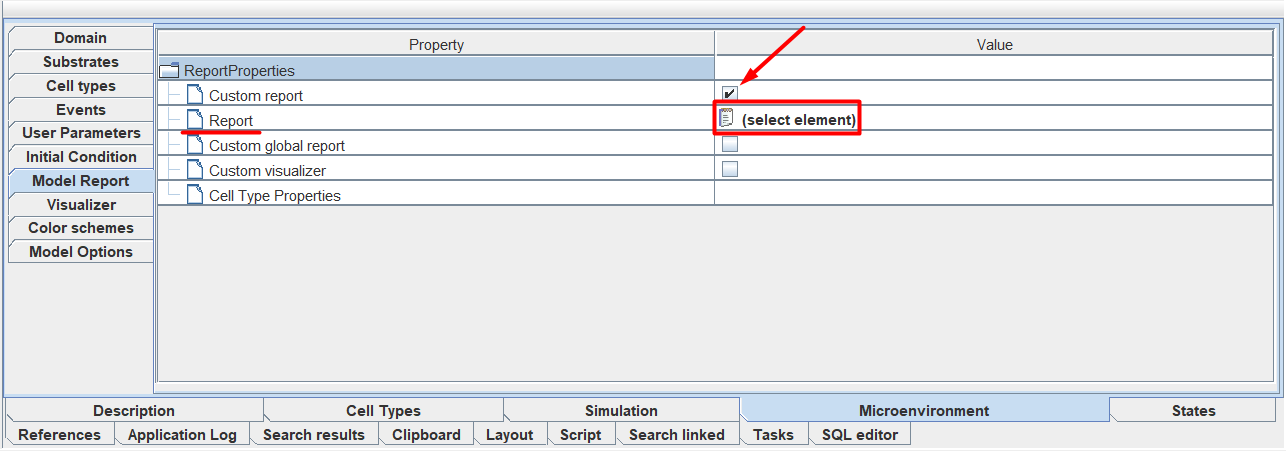 Domain
Substrates
Cell types
Events
User Parameters
Initial Condition
Model Report
Visualizer
Color schemes
Model Options
Property Value
ReportProperties
Custom report
Report (select element)
Custom global report
Custom visualizer
Cell Type Properties
Description Cell Types Simulation Microenvironment States
References Application Log Search results Clipboard Layout Script Search linked Tasks SQL editor